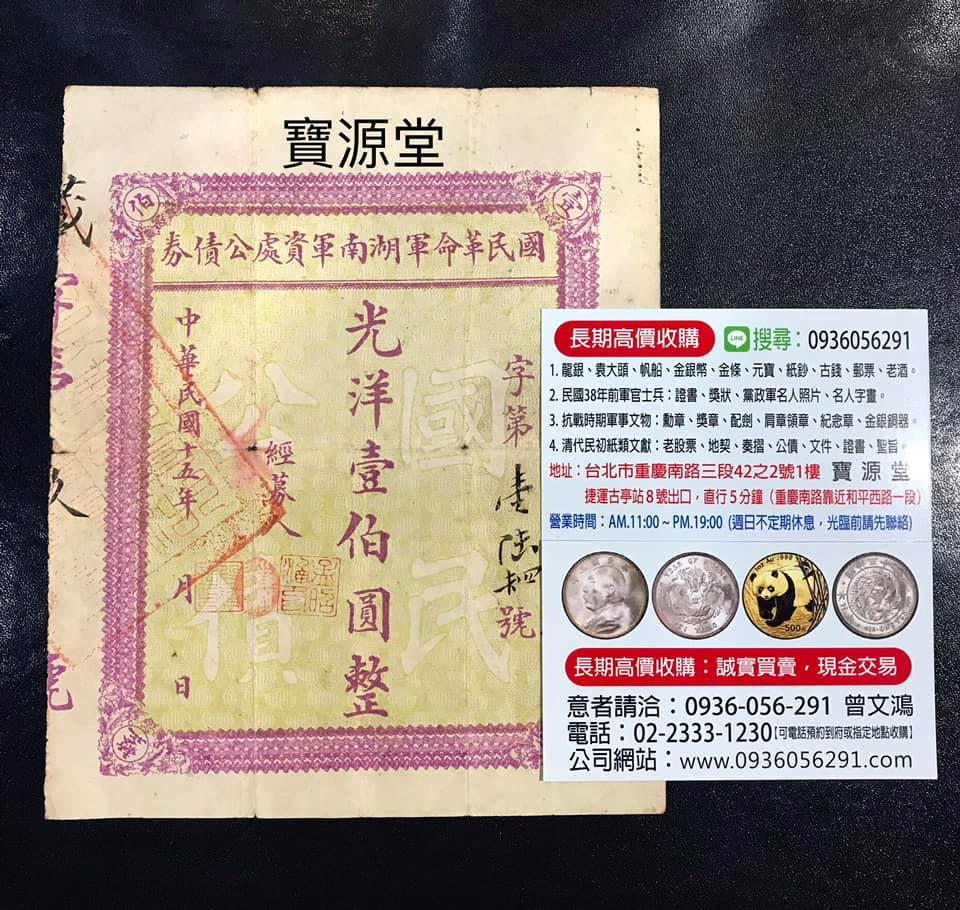 寶源堂
壹
佰
國民革命軍湖南軍資處公債券
字第壹陸肆號
光洋壹伯圓整
經募人
中華民國十五年 月 日
國民
公債
長期高價收購 LINE 搜尋：0936056291
1. 龍銀、袁大頭、帆船、金銀幣、金條、元寶、紙鈔、古錢、郵票、老酒。
2. 民國38年前軍官士兵：證書、獎狀、黨政軍名人照片、名人字畫。
3. 抗戰時期軍事文物：勳章、獎章、配劍、肩章領章、紀念章、金銀銅器。
4. 清代民初紙類文獻：老股票、地契、奏摺、公債、文件、證書、聖旨。
地址：台北市重慶南路三段42之2號1樓 寶源堂
捷運古亭站8號出口，直行5分鐘（重慶南路靠近和平西路一段）
營業時間：AM.11:00 ~ PM.19:00 (週日不定期休息，光臨前請先聯絡)
500元
長期高價收購：誠實買賣，現金交易
意者請洽：0936-056-291 曾文鴻
電話：02-2333-1230【可電話預約到府或指定地點收購】
公司網站：www.0936056291.com